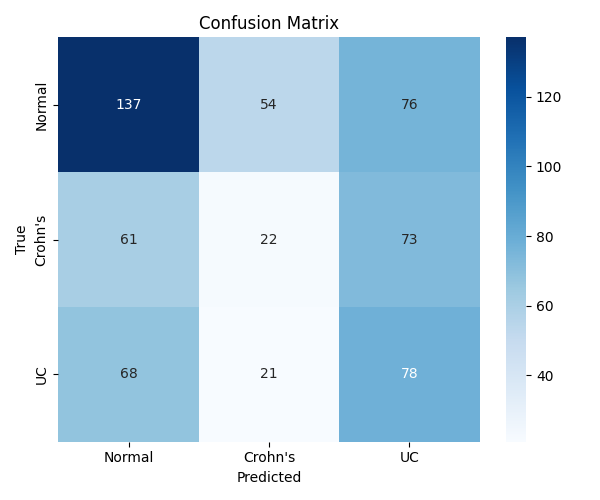 Confusion Matrix
True
Normal
137 54 76
Crohn's
61 22 73
UC
68 21 78
Normal Crohn's UC
Predicted
120
100
80
60
40